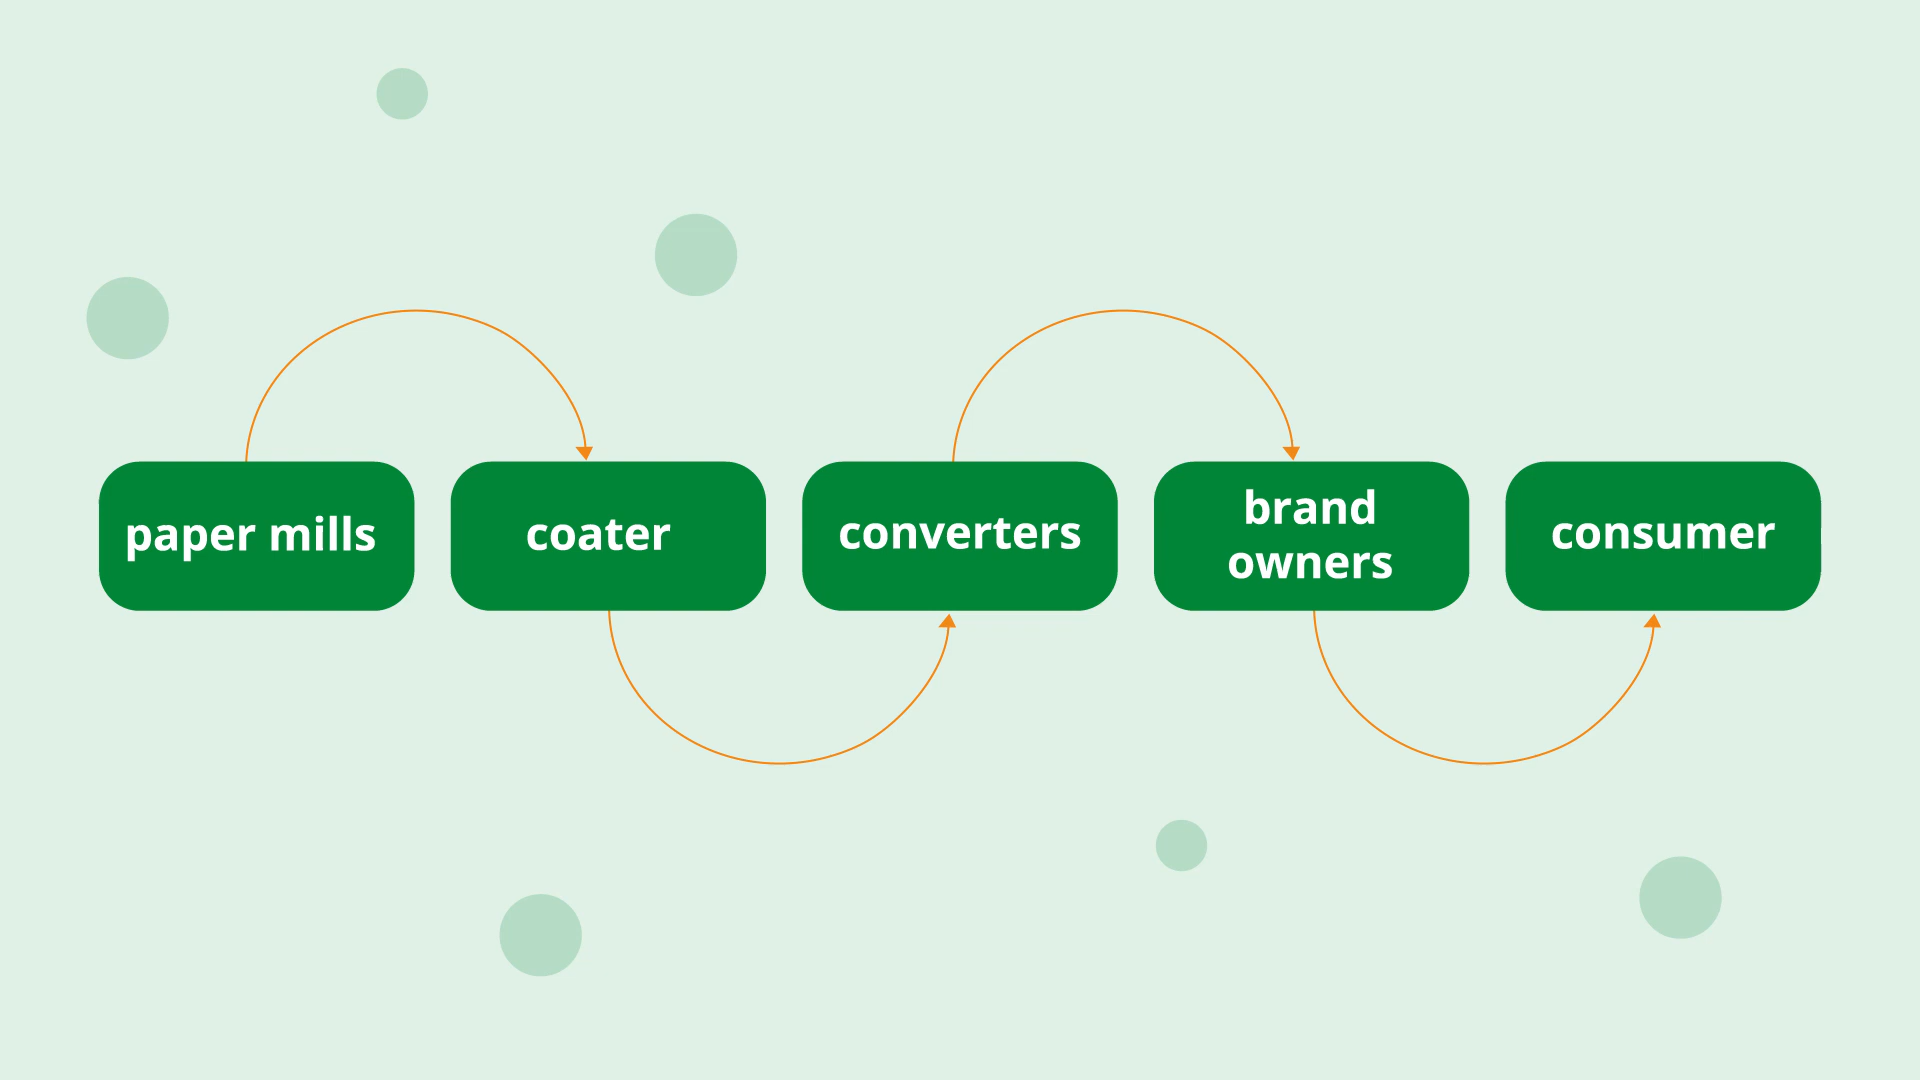 paper mills
coater
converters
brand
owners
consumer